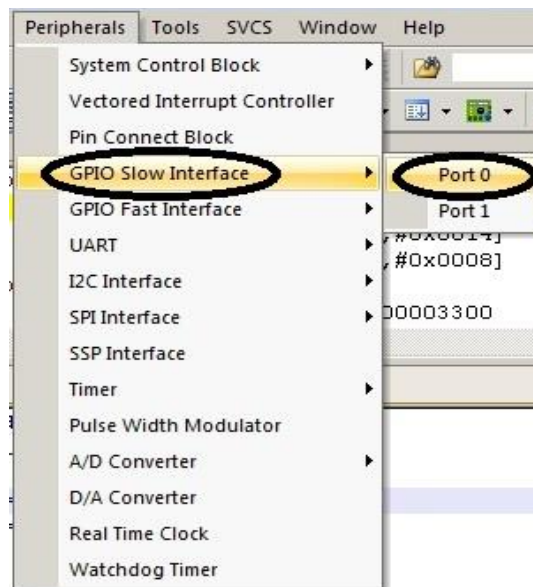 Peripherals Tools SVCS Window Help
System Control Block
Vectored Interrupt Controller
Pin Connect Block
GPIO Slow Interface Port 0
GPIO Fast Interface Port 1
UART ,#0x0014]
,#0x0008]
I2C Interface
SPI Interface 00003300
SSP Interface
Timer
Pulse Width Modulator
A/D Converter
D/A Converter
Real Time Clock
Watchdog Timer